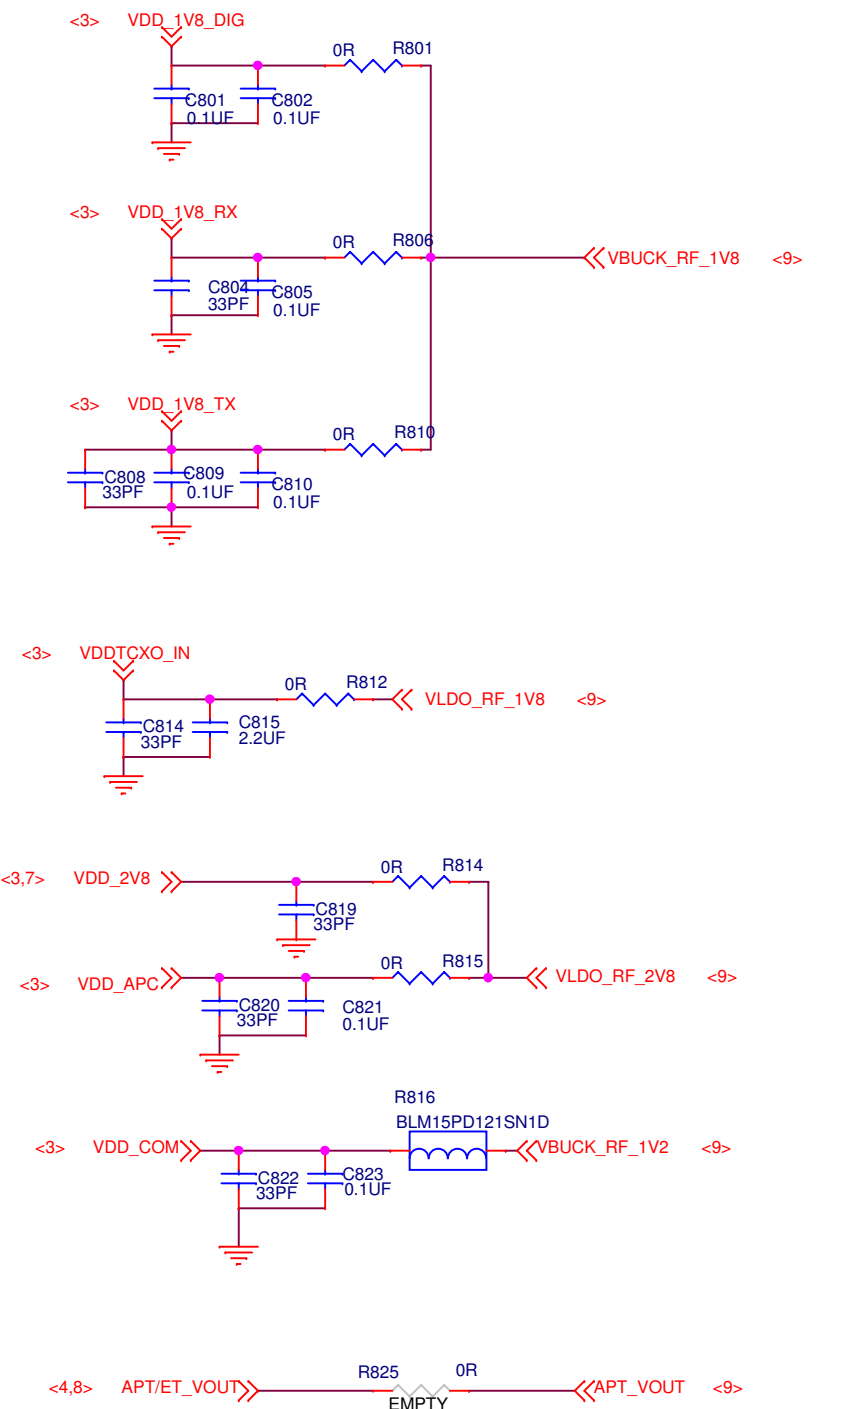 <3> VDD_1V8_DIG
0R R801
C801 C802
0.1UF 0.1UF
<3> VDD_1V8_RX
0R R806
VBUCK_RF_1V8 <9>
C804 C805
33PF 0.1UF
<3> VDD_1V8_TX
0R R810
C808 C809 C810
33PF 0.1UF 0.1UF
<3> VDDTCXO_IN
0R R812
VLDO_RF_1V8 <9>
C814 C815
33PF 2.2UF
<3,7> VDD_2V8
0R R814
C819
33PF
<3> VDD_APC
0R R815
VLDO_RF_2V8 <9>
C820 C821
33PF 0.1UF
R816
BLM15PD121SN1D
<3> VDD_COM
VBUCK_RF_1V2 <9>
C822 C823
33PF 0.1UF
R825 0R
<4,8> APT/ET_VOUT
APT_VOUT <9>
EMPTY